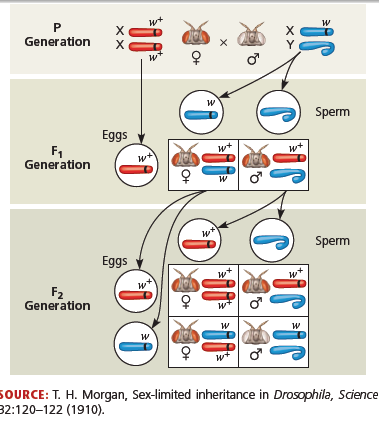 P
Generation
X
X
w+
w+
♀
×
♂
X
Y
w
F1
Generation
Eggs
w+
w
Sperm
w+
w
♀
w+
♂
F2
Generation
Eggs
w+
w
w+
Sperm
w+
w+
♀
w+
♂
w
w+
♀
w
♂
SOURCE: T. H. Morgan, Sex-limited inheritance in Drosophila, Science
32:120–122 (1910).